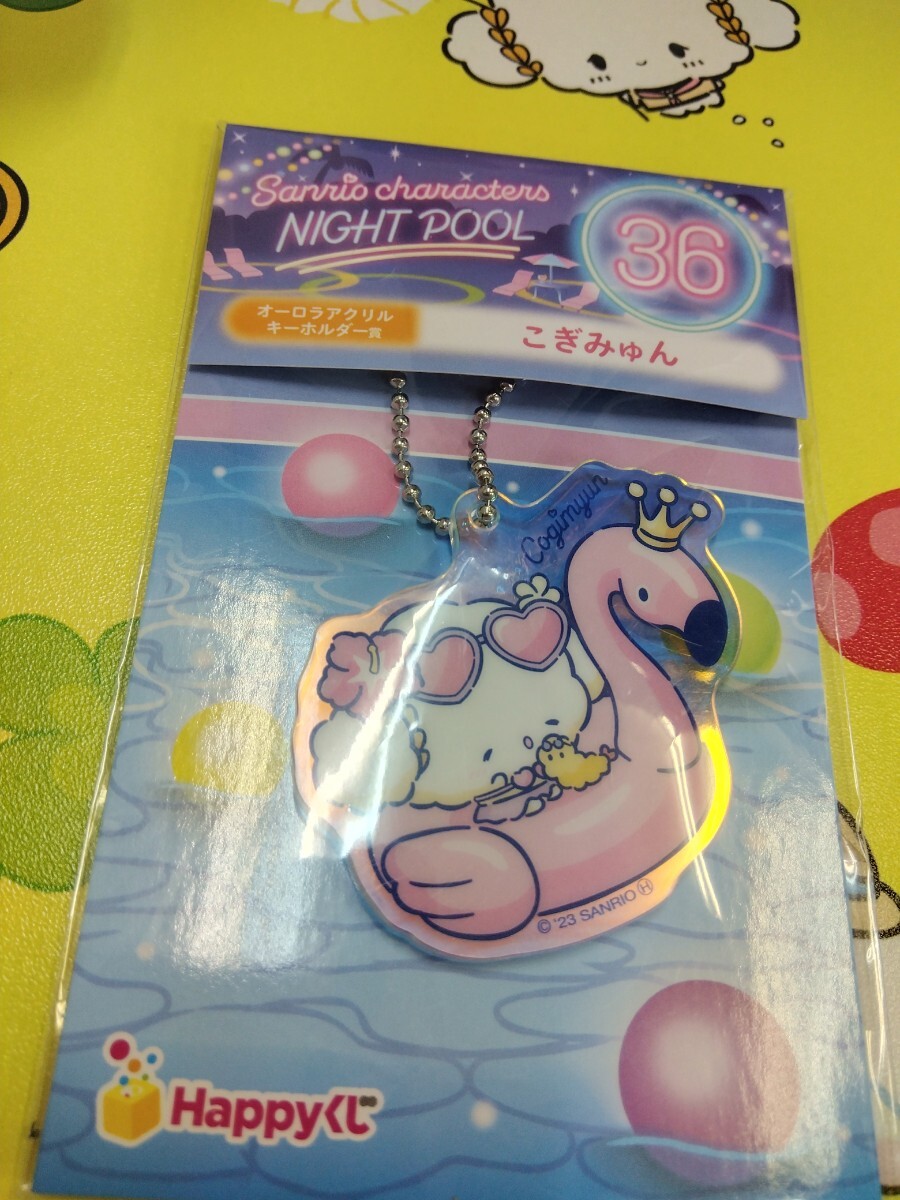 Sanrio characters
NIGHT POOL
36
オーロラアクリル
キーホルダー賞
こぎみゅん
Cogimyun
© '23 SANRIO Ⓗ
Happyくじ